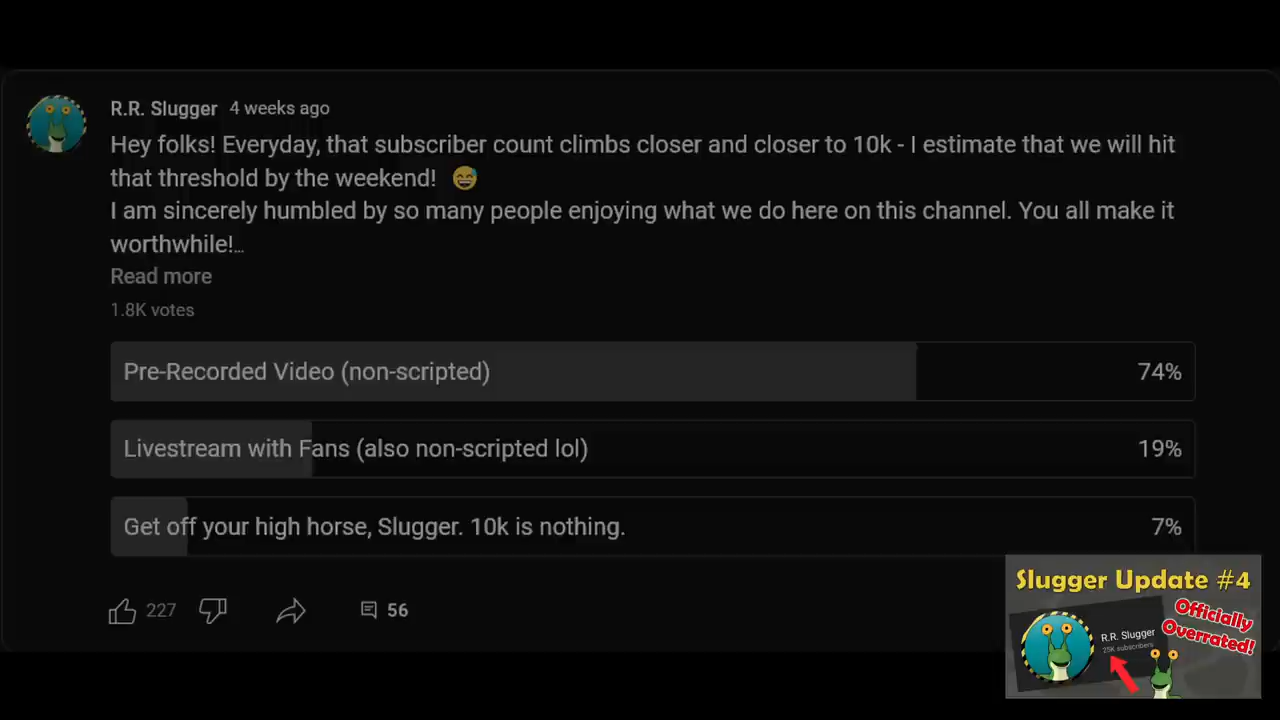 R.R. Slugger 4 weeks ago
Hey folks! Everyday, that subscriber count climbs closer and closer to 10k - I estimate that we will hit
that threshold by the weekend! 😅
I am sincerely humbled by so many people enjoying what we do here on this channel. You all make it
worthwhile!...
Read more
1.8K votes
Pre-Recorded Video (non-scripted) 74%
Livestream with Fans (also non-scripted lol) 19%
Get off your high horse, Slugger. 10k is nothing. 7%
227 56
Slugger Update #4
Officially
Overrated!
R.R. Slugger
25K subscribers